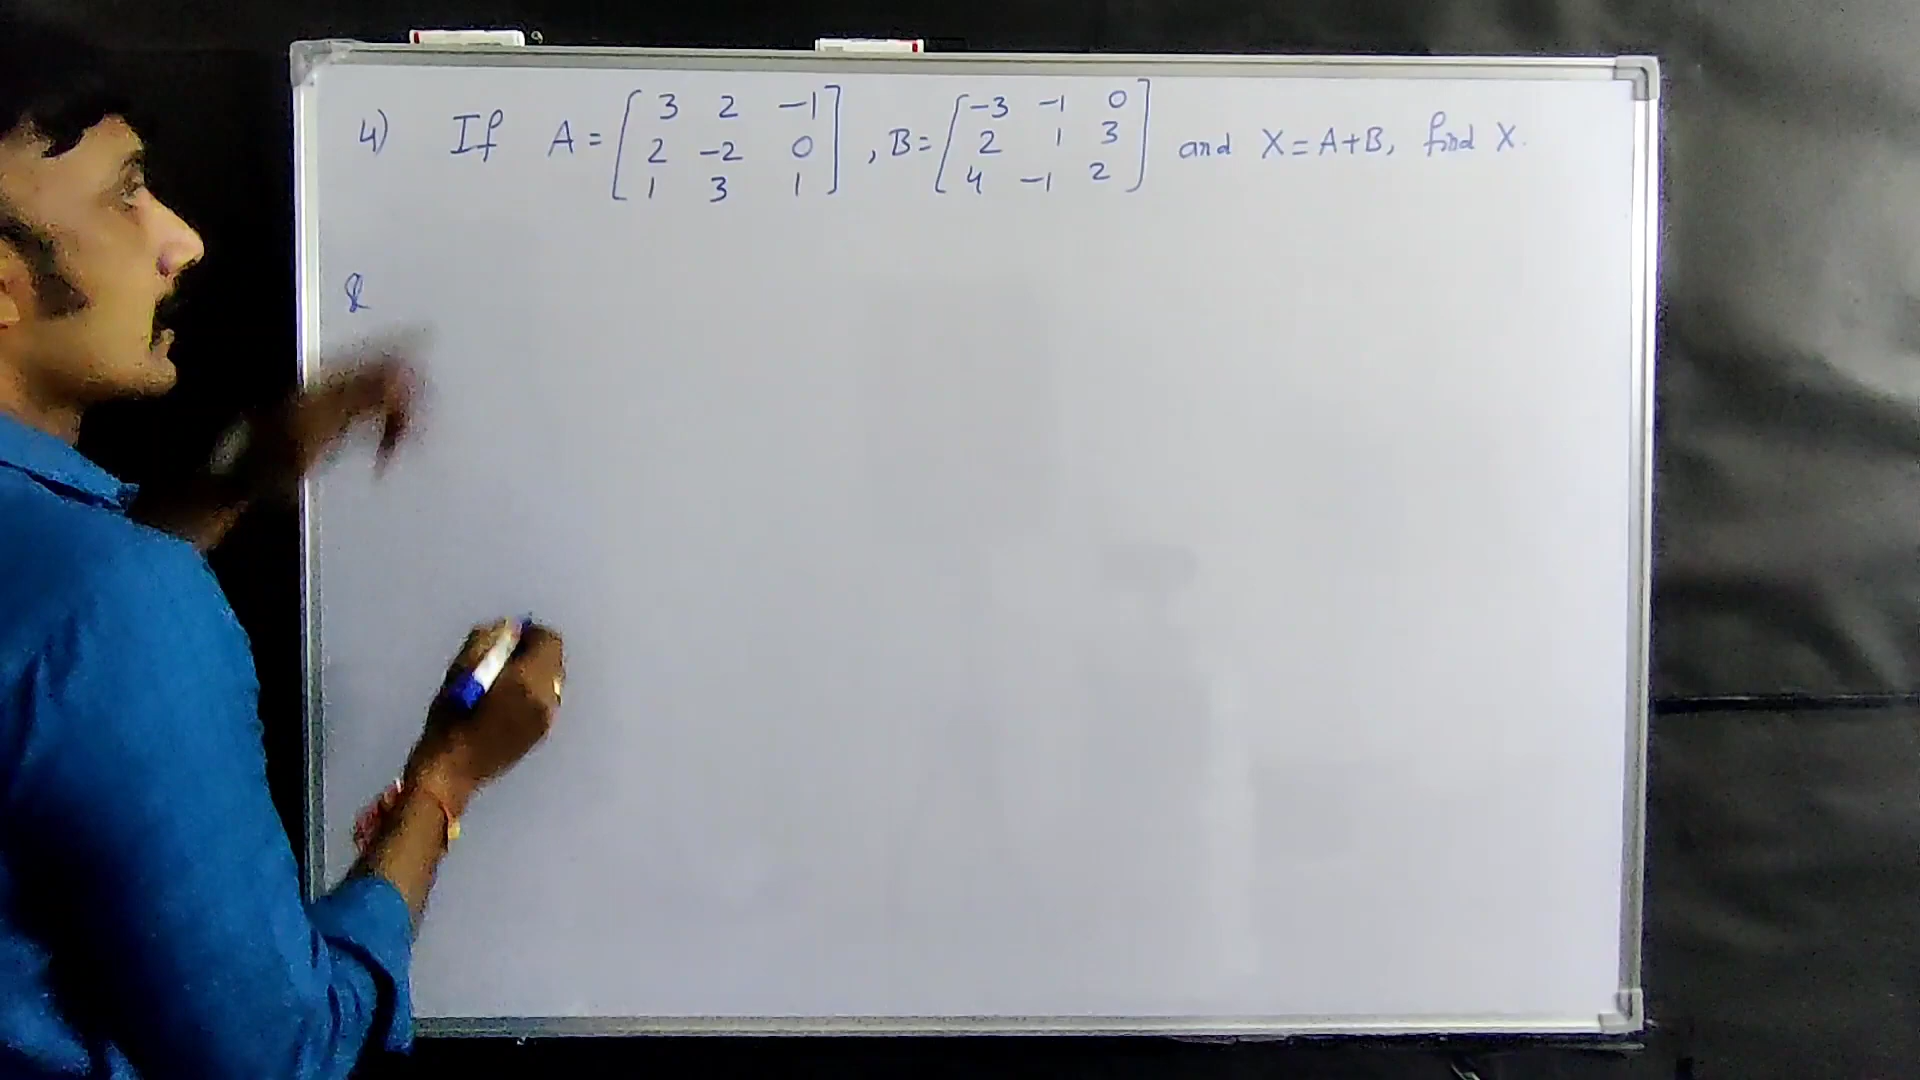 4) If A = [3 2 -1 2 -2 0 1 3 1], B = [-3 -1 0 2 1 3 4 -1 2] and X = A+B, find X.